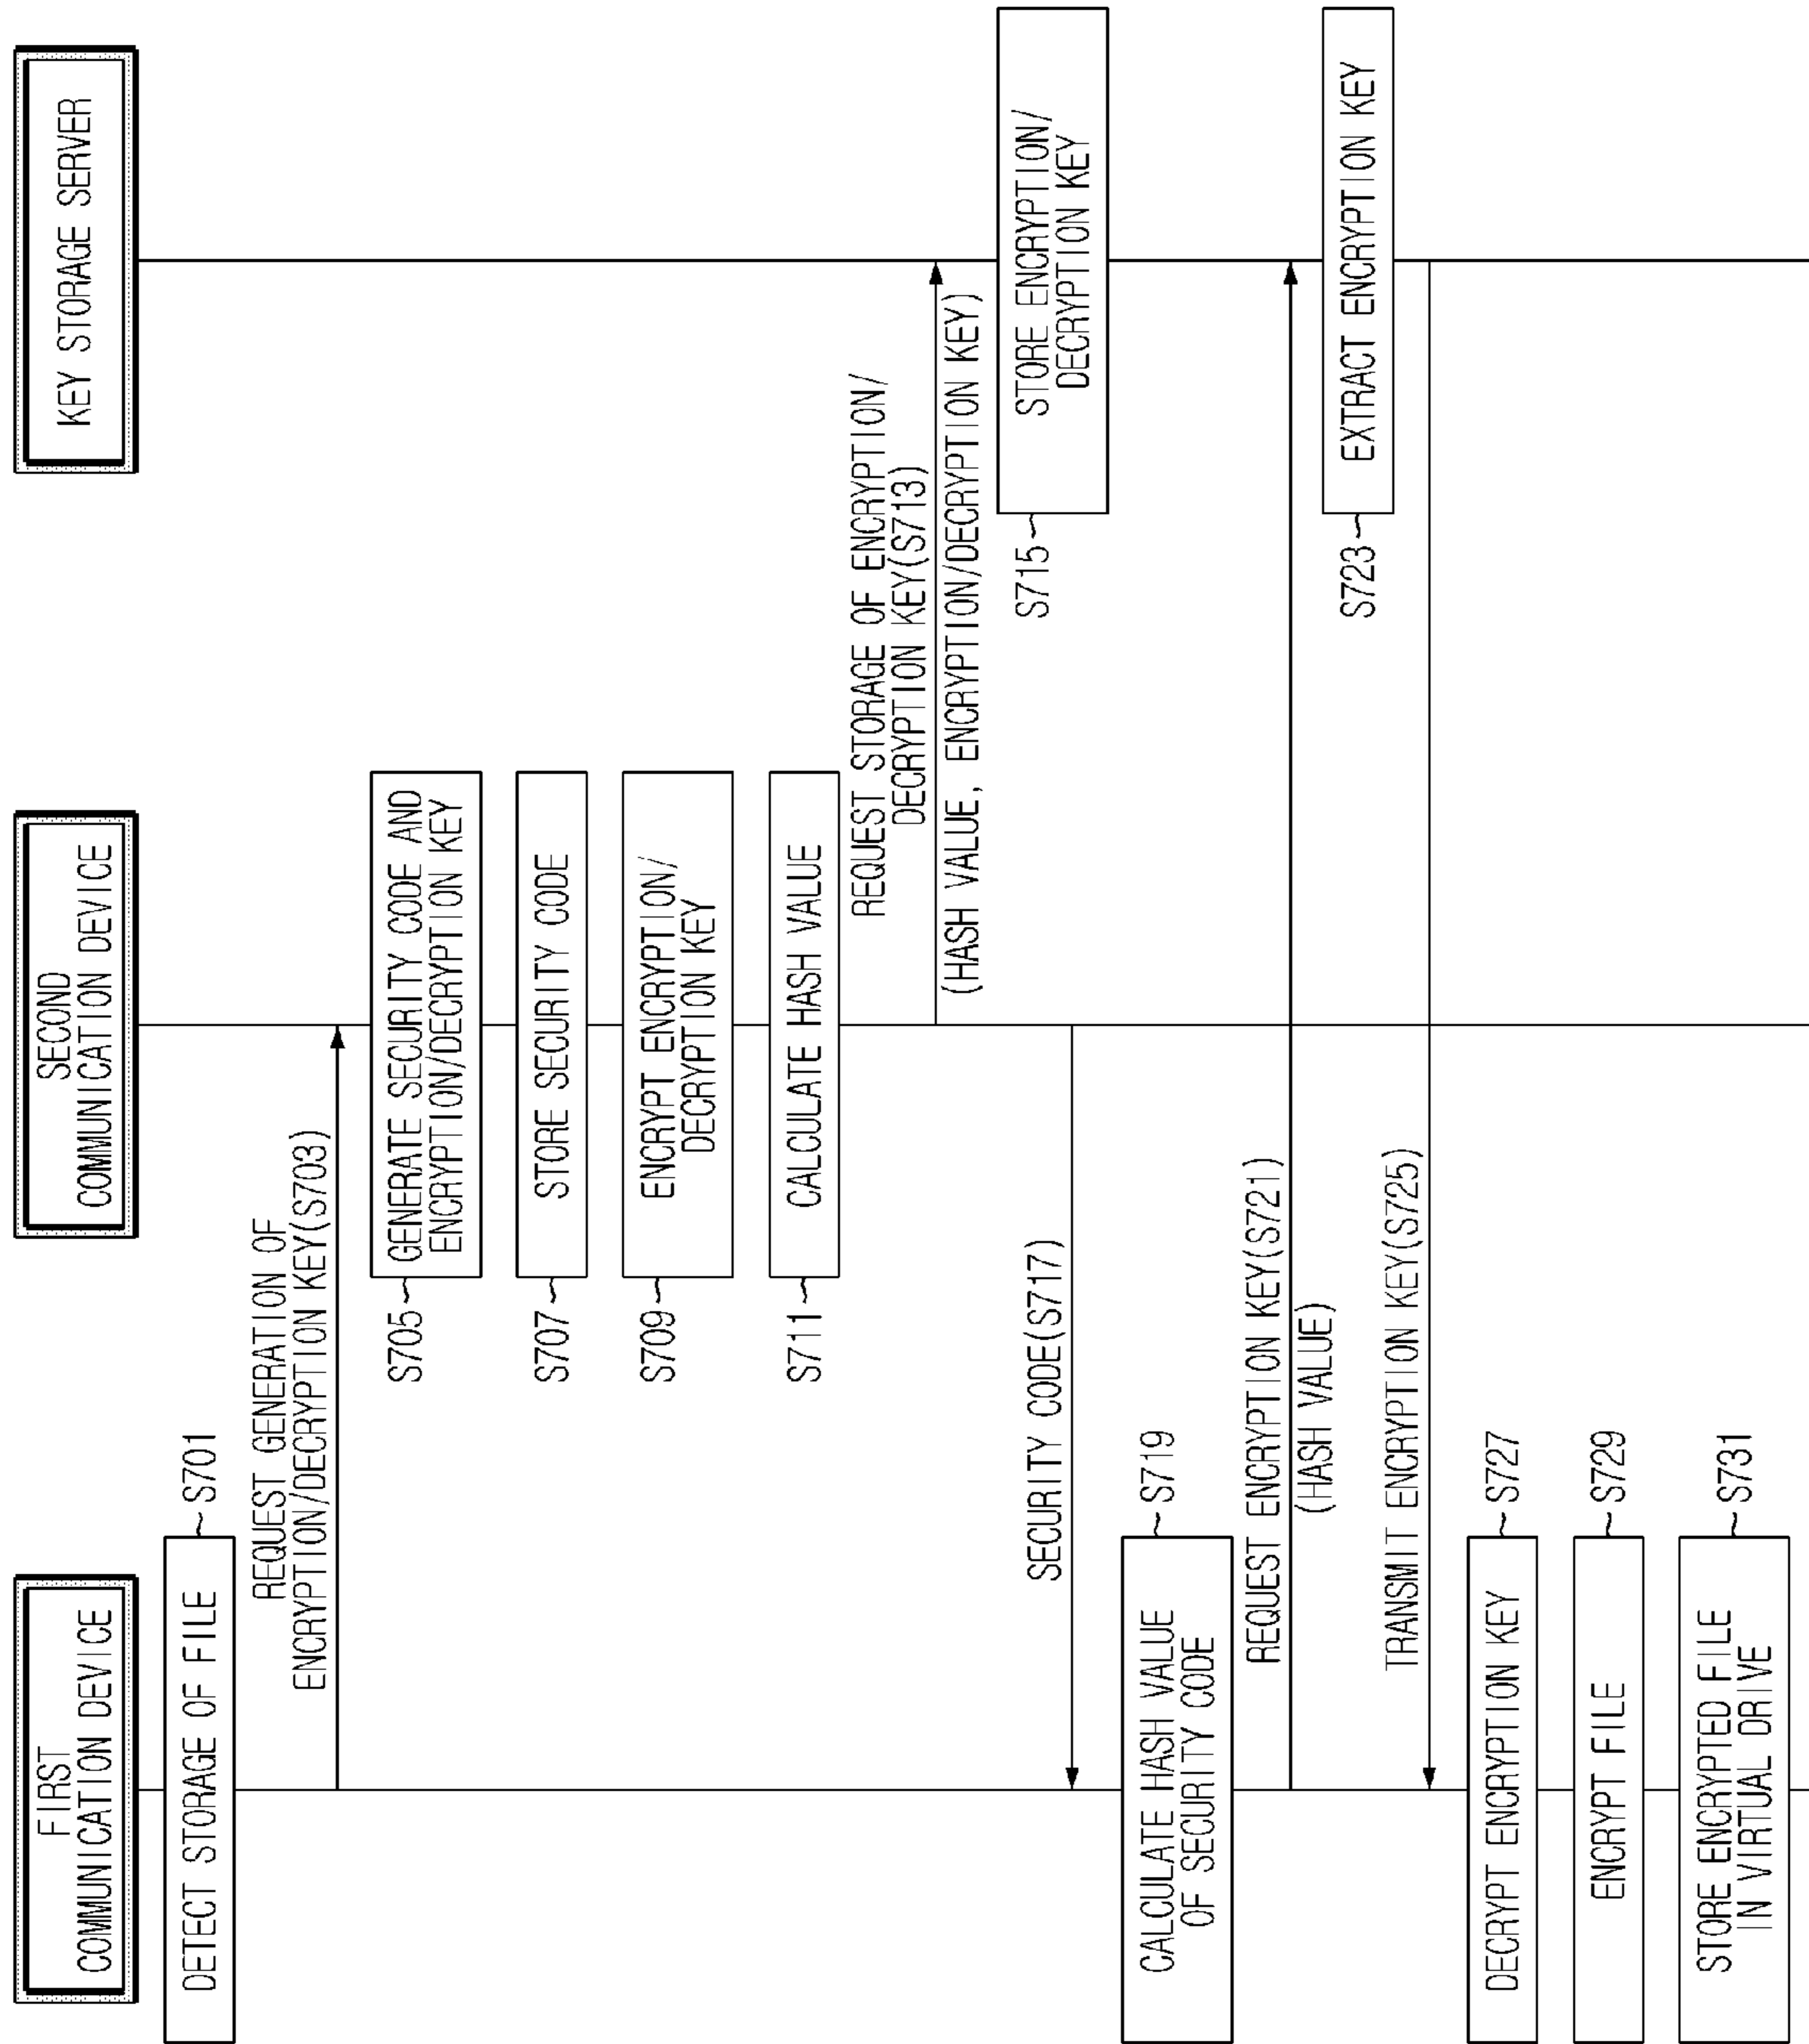 FIRST
COMMUNICATION DEVICE
SECOND
COMMUNICATION DEVICE
KEY STORAGE SERVER
DETECT STORAGE OF FILE
S701
REQUEST GENERATION OF
ENCRYPTION/DECRYPTION KEY(S703)
S705
GENERATE SECURITY CODE AND
ENCRYPTION/DECRYPTION KEY
S707
STORE SECURITY CODE
S709
ENCRYPT ENCRYPTION/
DECRYPTION KEY
S711
CALCULATE HASH VALUE
REQUEST STORAGE OF ENCRYPTION/
DECRYPTION KEY(S713)
(HASH VALUE, ENCRYPTION/DECRYPTION KEY)
S715
STORE ENCRYPTION/
DECRYPTION KEY
SECURITY CODE(S717)
CALCULATE HASH VALUE
OF SECURITY CODE
S719
REQUEST ENCRYPTION KEY(S721)
(HASH VALUE)
S723
EXTRACT ENCRYPTION KEY
TRANSMIT ENCRYPTION KEY(S725)
DECRYPT ENCRYPTION KEY
S727
ENCRYPT FILE
S729
STORE ENCRYPTED FILE
IN VIRTUAL DRIVE
S731